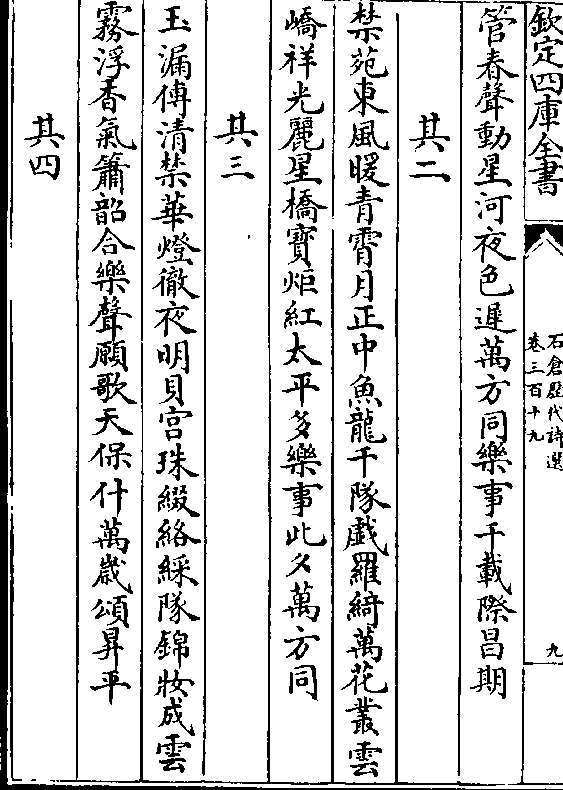 欽定四庫全書
石倉歷代詩選
卷三百十九
九
管春聲動星河夜色遲萬方同樂事千載際昌期
其二
禁苑東風暖青霄月正中魚龍千隊戯羅綺萬花叢雲
嶠祥光麗星橋寶炬紅太平多樂事此夕萬方同
其三
玉漏傳清禁華燈徹夜明貝宫珠綴絡綵隊錦妝成雲
霧浮香氣簫韶合樂聲願歌天保什萬歲頌昇平
其四